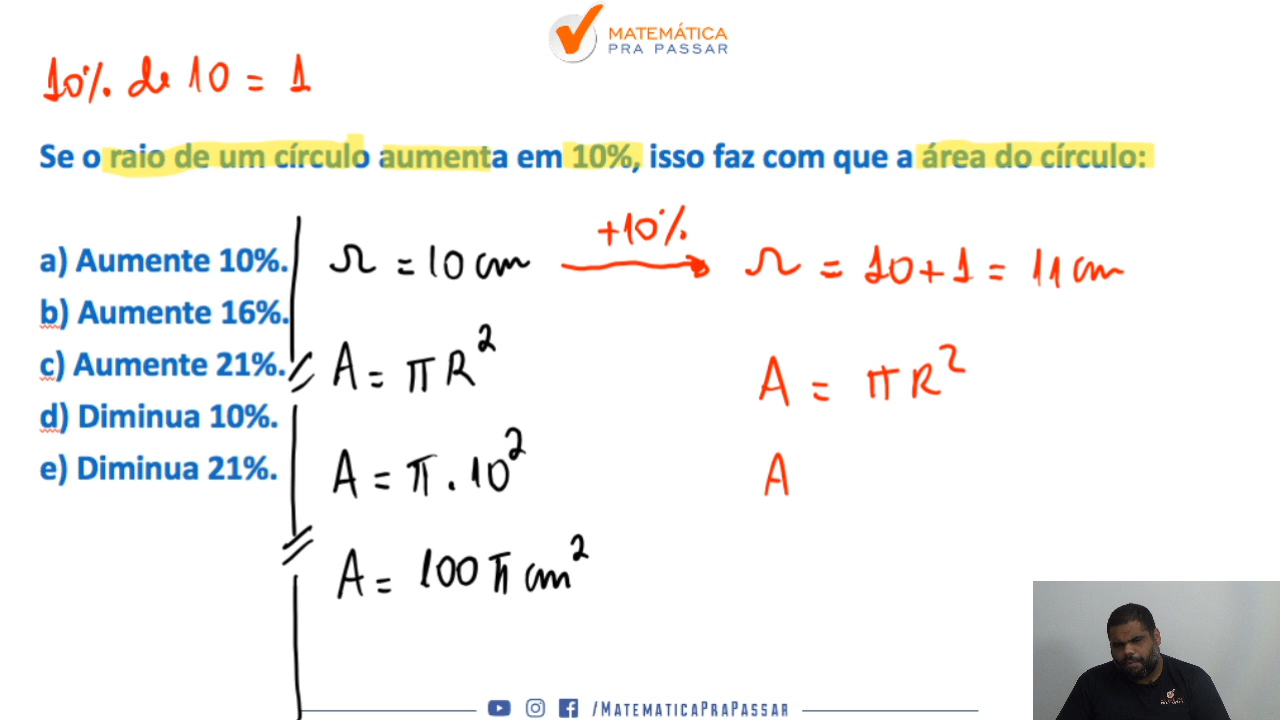 MATEMÁTICA
PRA PASSAR
10% de 10 = 1
Se o raio de um círculo aumenta em 10%, isso faz com que a área do círculo:
a) Aumente 10%.
b) Aumente 16%.
c) Aumente 21%.
d) Diminua 10%.
e) Diminua 21%.
r = 10 cm
A = πR²
A = π . 10²
A = 100π cm²
+10%
r = 10 + 1 = 11 cm
A = πR²
A
/MATEMATICAPRAPASSAR